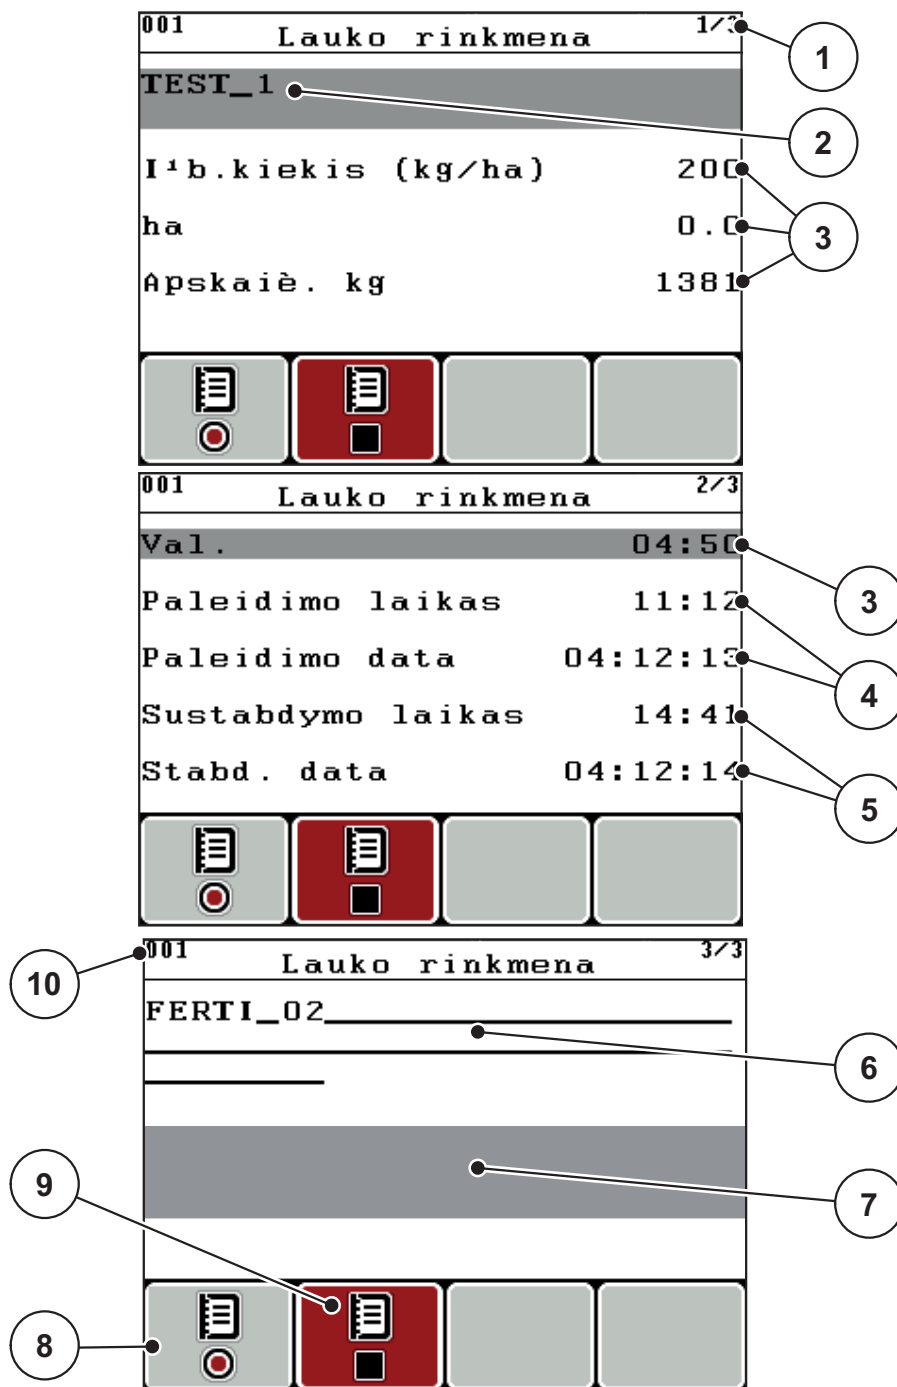 001 Lauko rinkmena 1/3
1
TEST_1
2
I¹b.kiekis (kg/ha) 200
ha 0.0
3
Apskaiè. kg 1381
001 Lauko rinkmena 2/3
Val. 04:50
3
Paleidimo laikas 11:12
Paleidimo data 04:12:13
4
Sustabdymo laikas 14:41
Stabd. data 04:12:14
5
001 Lauko rinkmena 3/3
10
FERTI_02
6
7
9
8